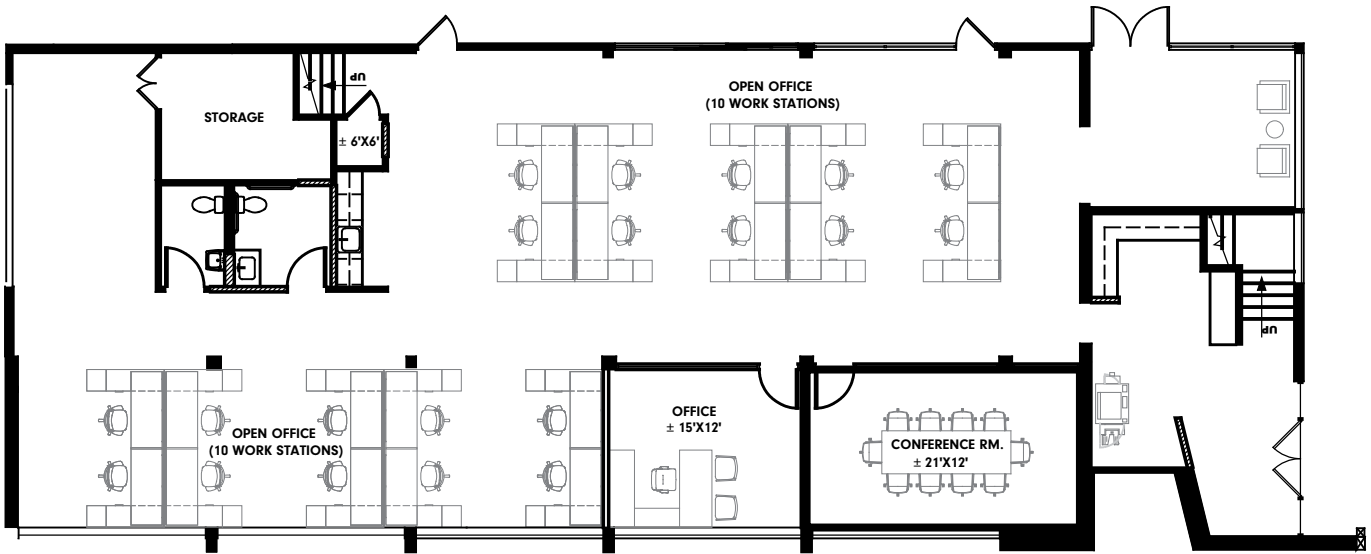 OPEN OFFICE
(10 WORK STATIONS)
UP
STORAGE
± 6'X6'
UP
OFFICE
± 15'X12'
OPEN OFFICE
(10 WORK STATIONS)
CONFERENCE RM.
± 21'X12'